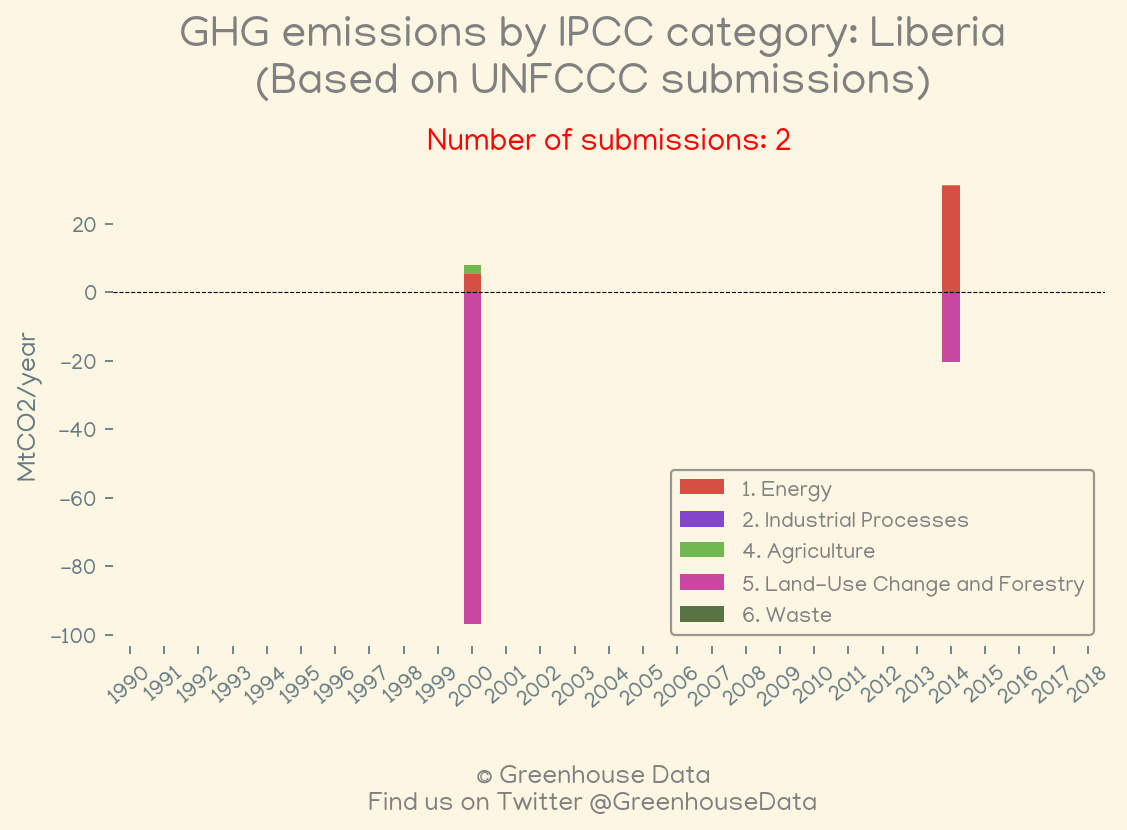 GHG emissions by IPCC category: Liberia
(Based on UNFCCC submissions)
Number of submissions: 2
20
0
−20
−40
−60
−80
−100
MtCO2/year
1. Energy
2. Industrial Processes
4. Agriculture
5. Land-Use Change and Forestry
6. Waste
1990 1991 1992 1993 1994 1995 1996 1997 1998 1999 2000 2001 2002 2003 2004 2005 2006 2007 2008 2009 2010 2011 2012 2013 2014 2015 2016 2017 2018
© Greenhouse Data
Find us on Twitter @GreenhouseData